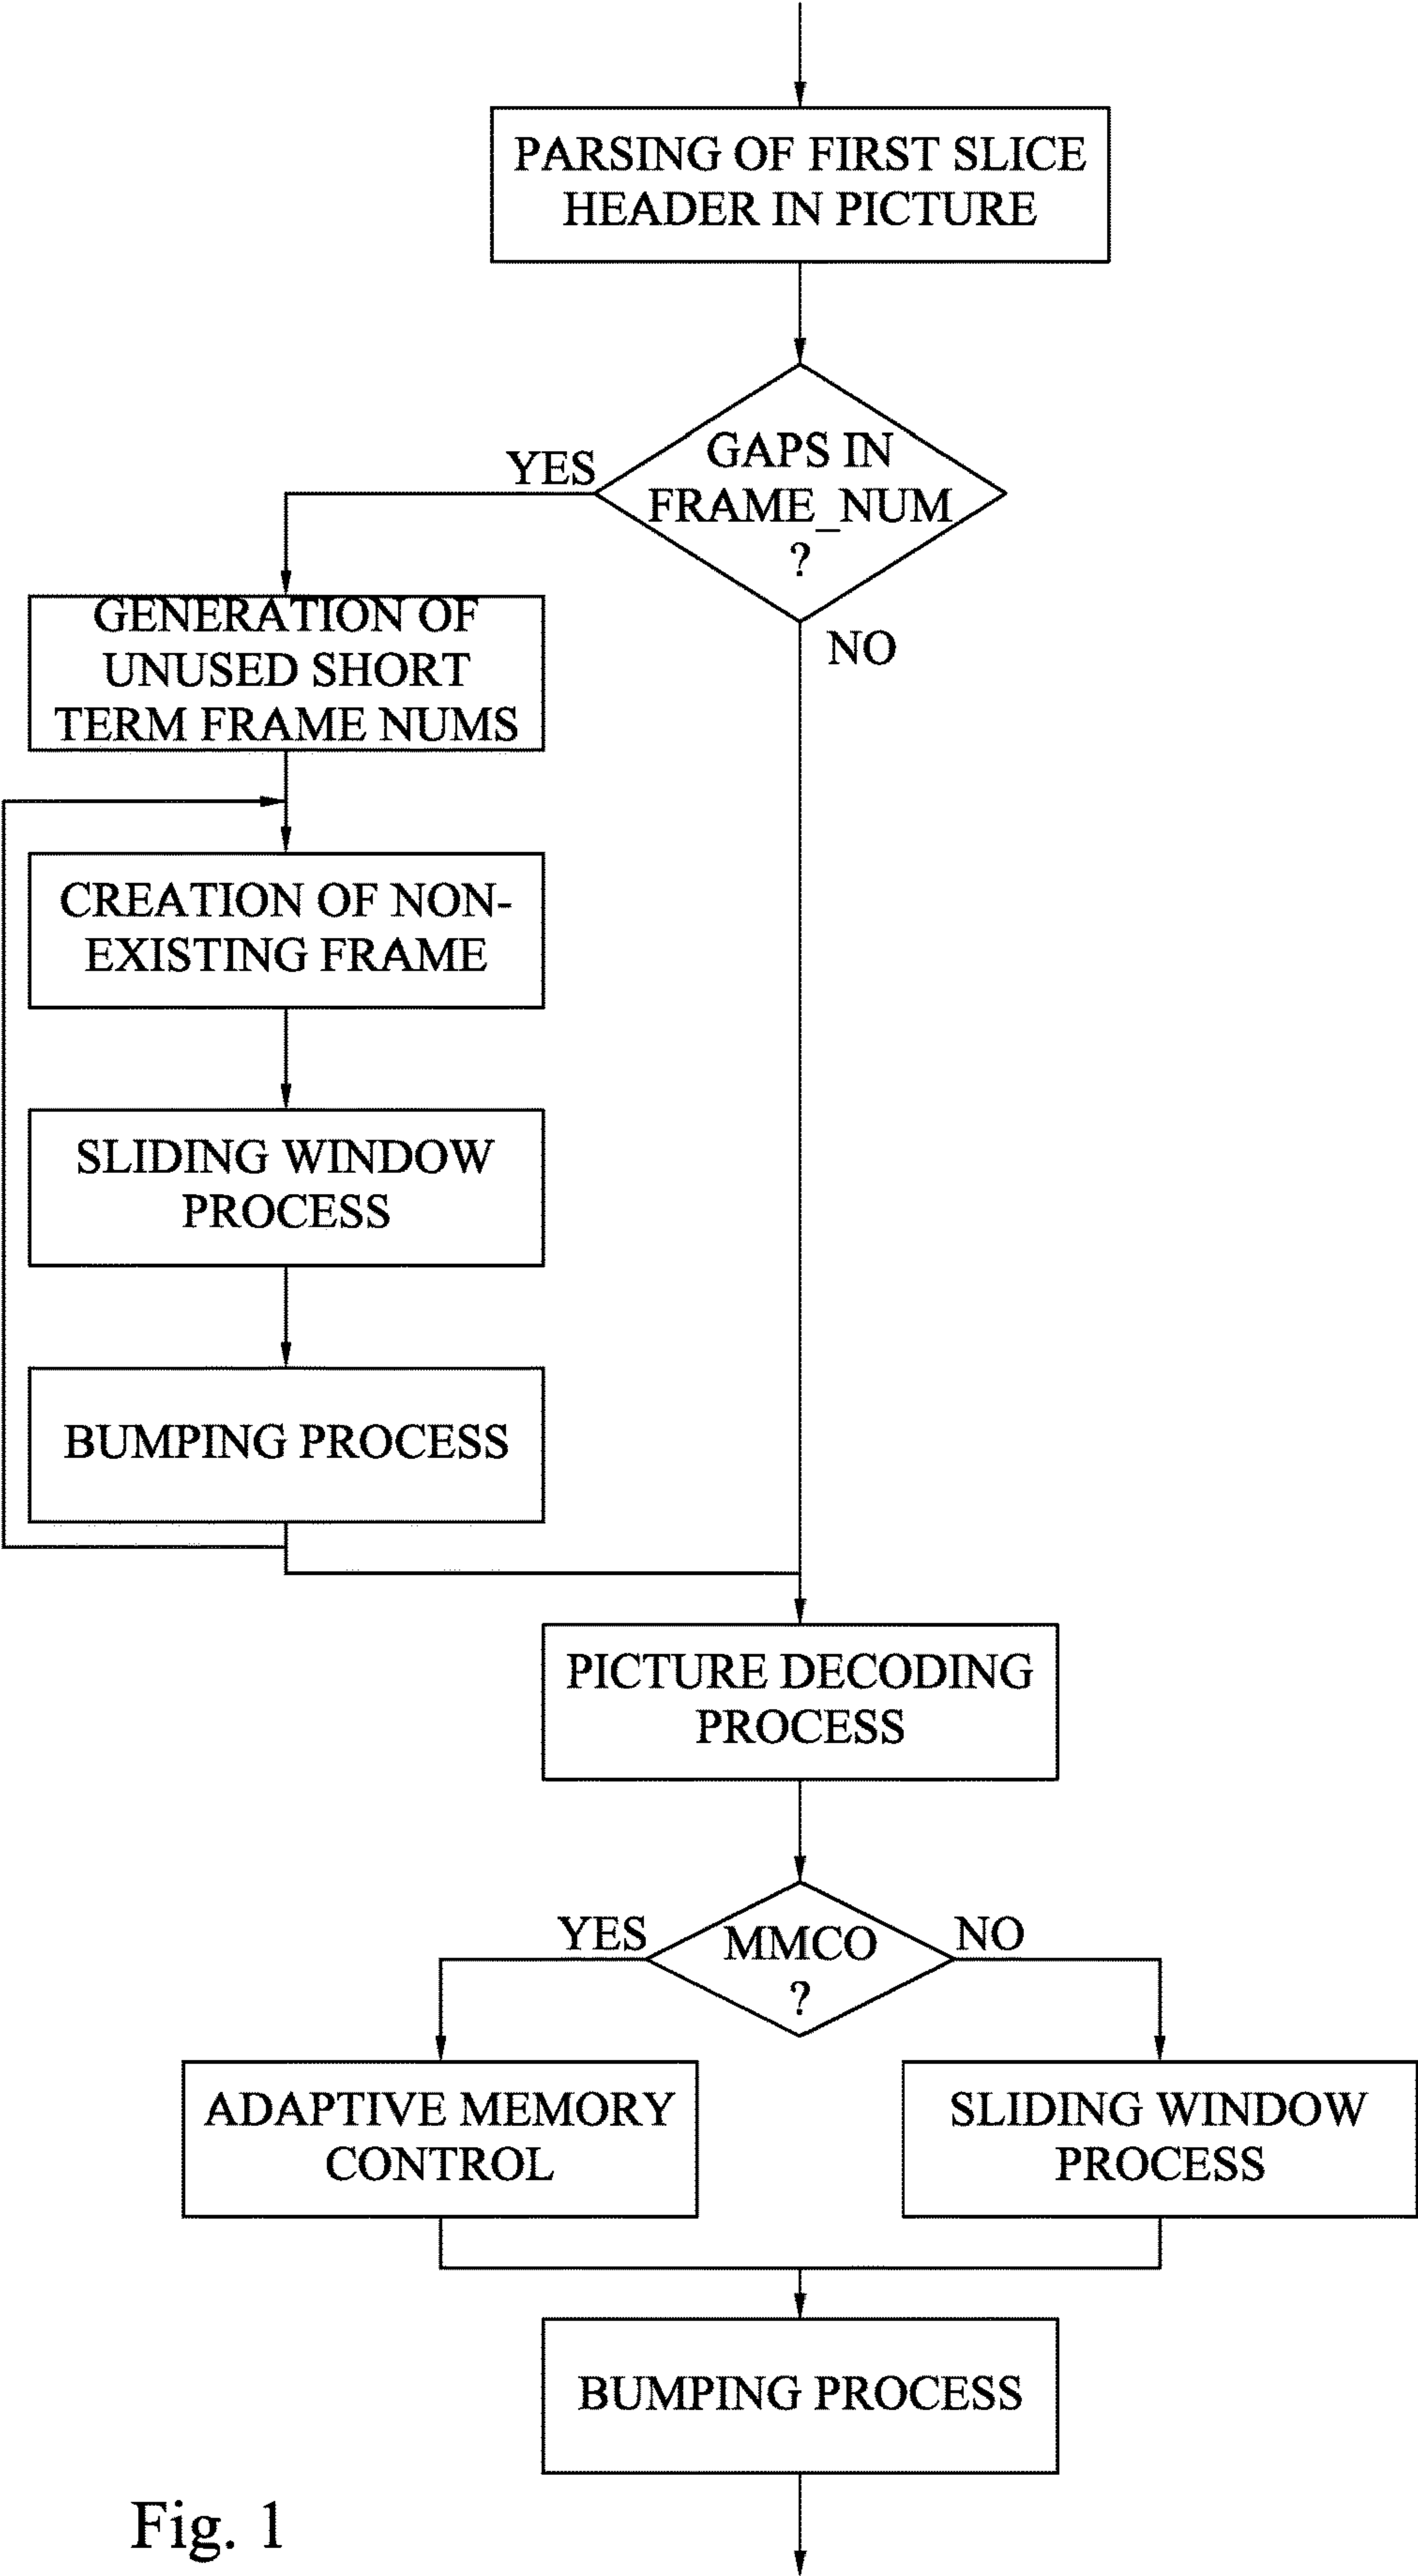 PARSING OF FIRST SLICE
HEADER IN PICTURE
GAPS IN
FRAME_NUM
?
YES
NO
GENERATION OF
UNUSED SHORT
TERM FRAME NUMS
CREATION OF NON-
EXISTING FRAME
SLIDING WINDOW
PROCESS
BUMPING PROCESS
PICTURE DECODING
PROCESS
MMCO
?
YES
NO
ADAPTIVE MEMORY
CONTROL
SLIDING WINDOW
PROCESS
BUMPING PROCESS
Fig. 1